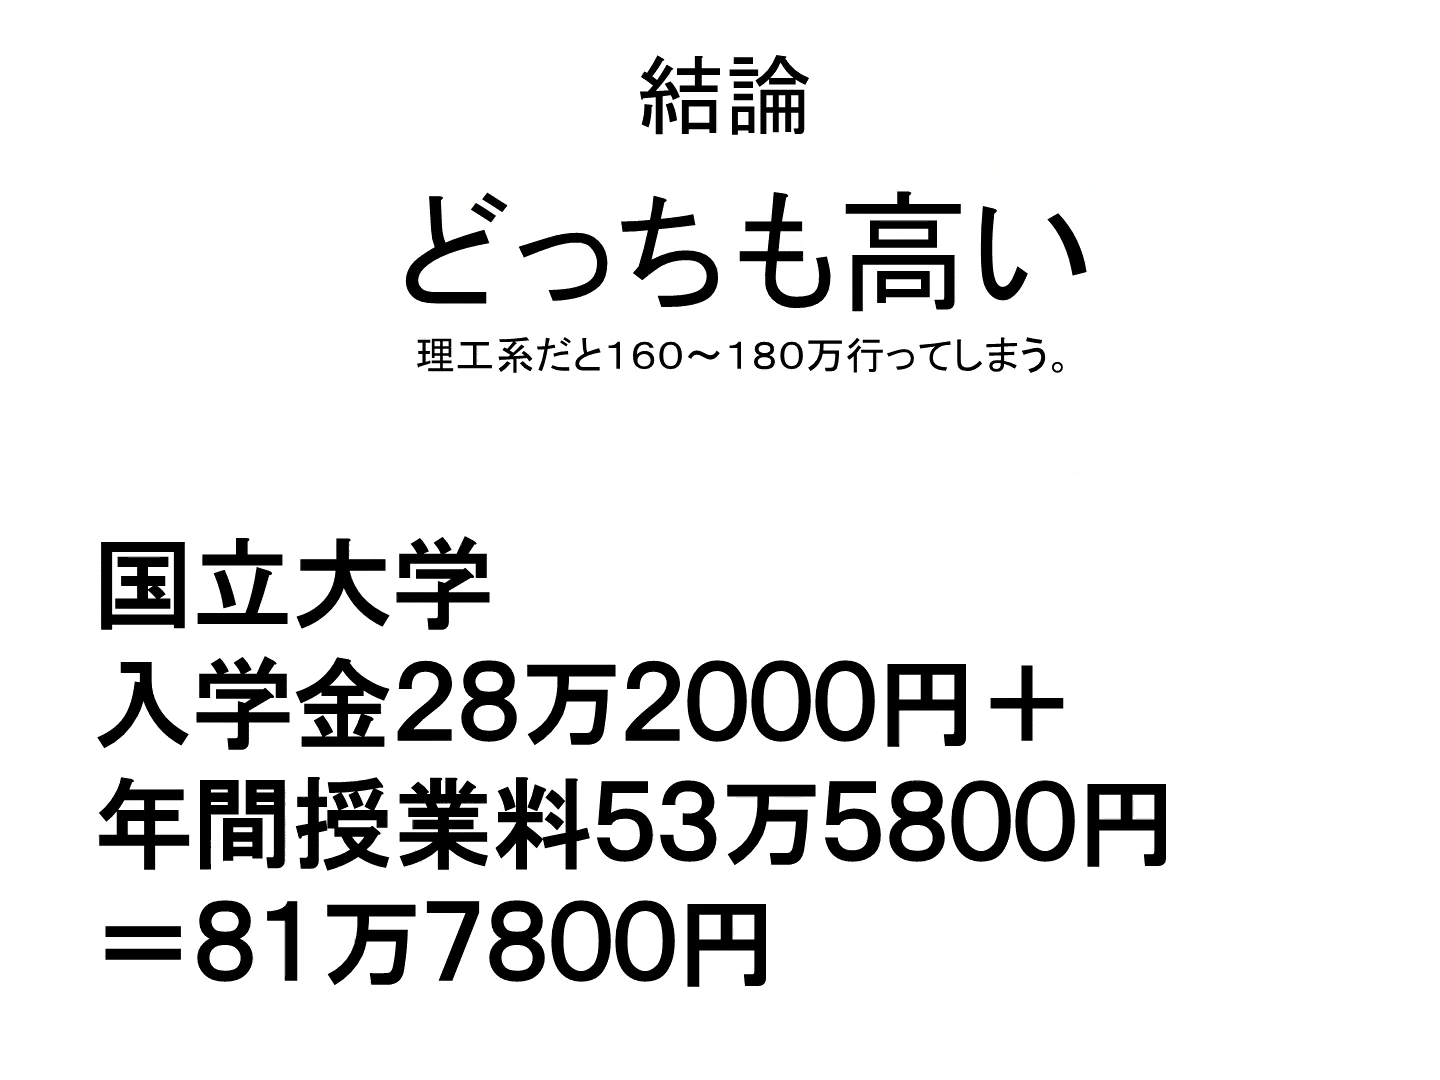 結論
どっちも高い
理工系だと160～180万行ってしまう。
国立大学
入学金28万2000円＋
年間授業料53万5800円
＝81万7800円